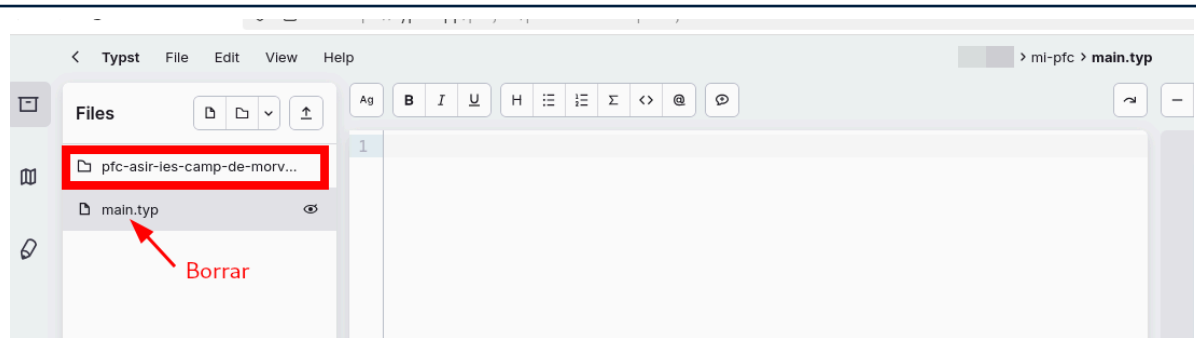 Typst File Edit View Help
> mi-pfc > main.typ
Files
Ag B I U H Σ <> @
1
pfc-asir-ies-camp-de-morv...
main.typ
Borrar